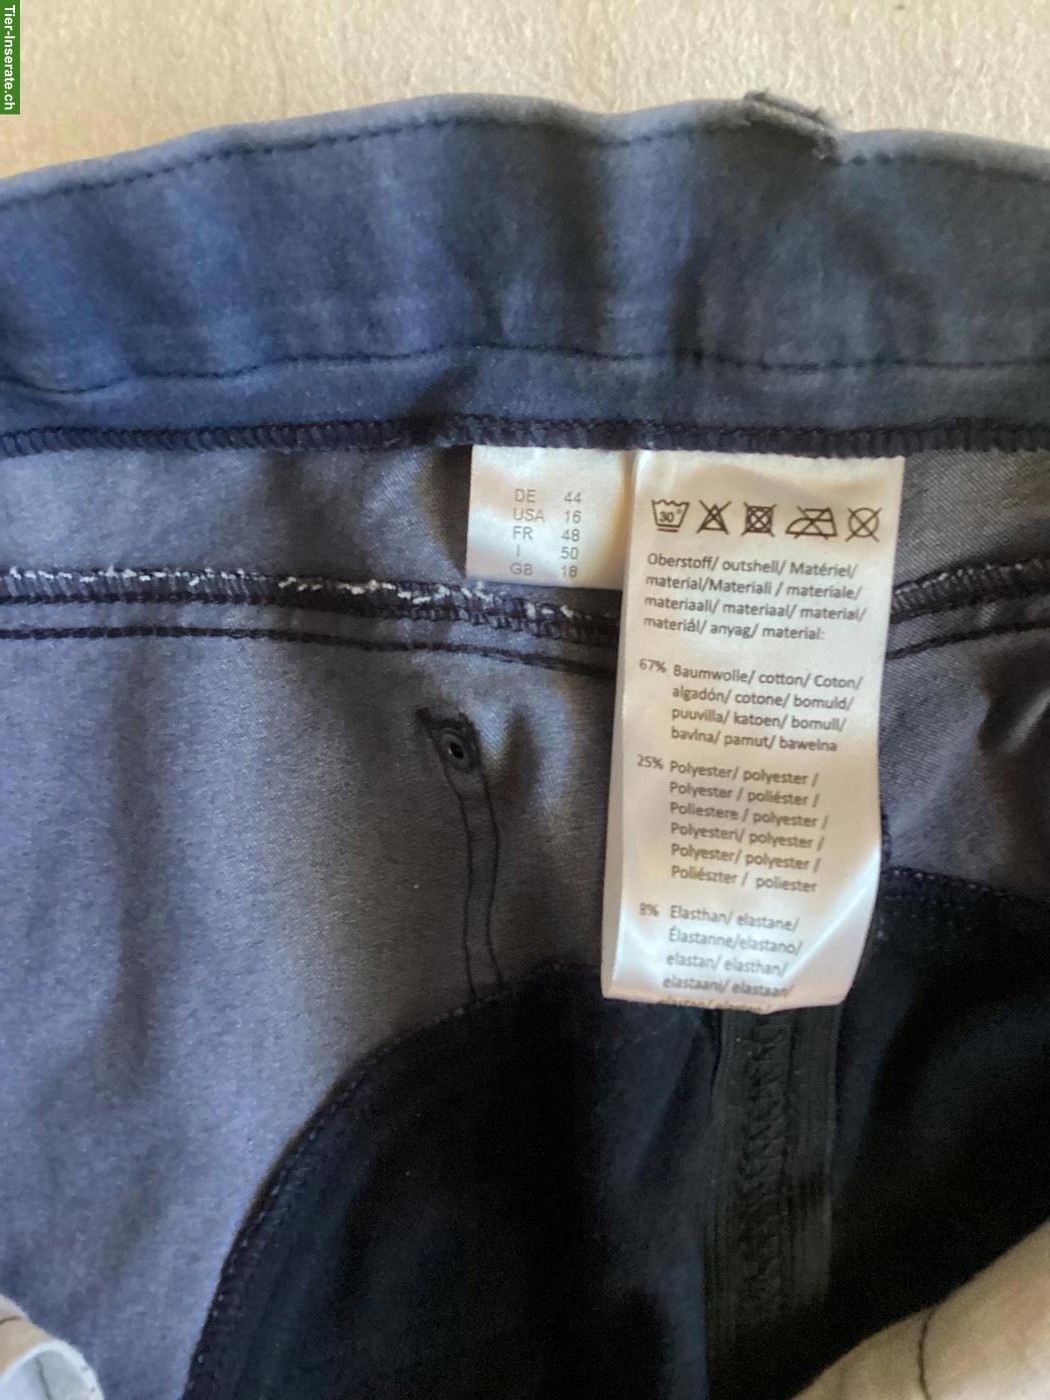 Tier-Inserate.ch
DE 44
USA 16
FR 48
I 50
GB 18
30°
Oberstoff/ outshell/ Matériel/
material/Materiali / materiale/
materiaali/ materiaal/ material/
materiál/ anyag/ material:
67% Baumwolle/ cotton/ Coton/
algadón/ cotone/ bomuld/
puuvilla/ katoen/ bomull/
bavlna/ pamut/ bawelna
25% Polyester/ polyester /
Polyester / poliéster /
Poliestere / polyester /
Polyesteri/ polyester /
Polyester/ polyester /
Poliészter / poliester
8% Elasthan/ elastane/
Élastanne/elastano/
elastan/ elasthan/
elastaani/ elastaan/